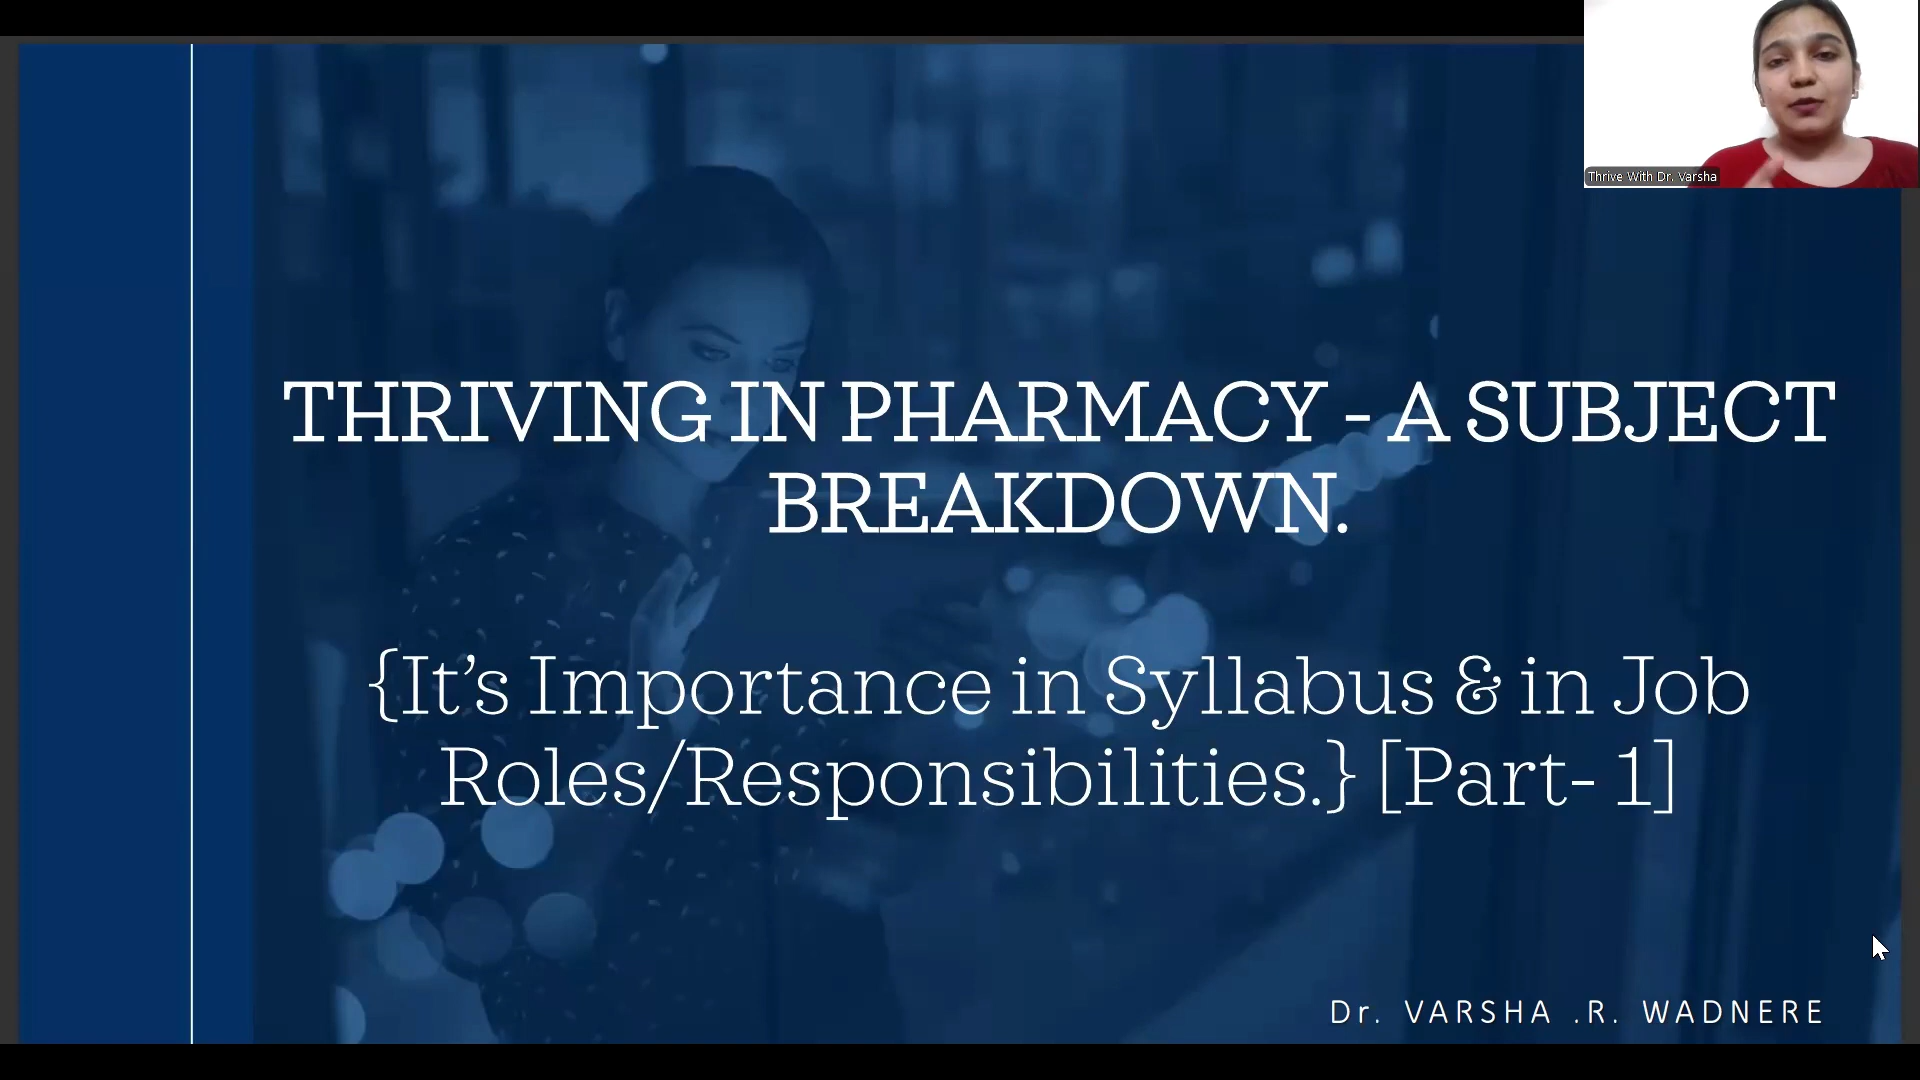 Thrive With Dr. Varsha
THRIVING IN PHARMACY - A SUBJECT
BREAKDOWN.
{It’s Importance in Syllabus & in Job
Roles/Responsibilities.} [Part- 1]
Dr. VARSHA .R. WADNERE